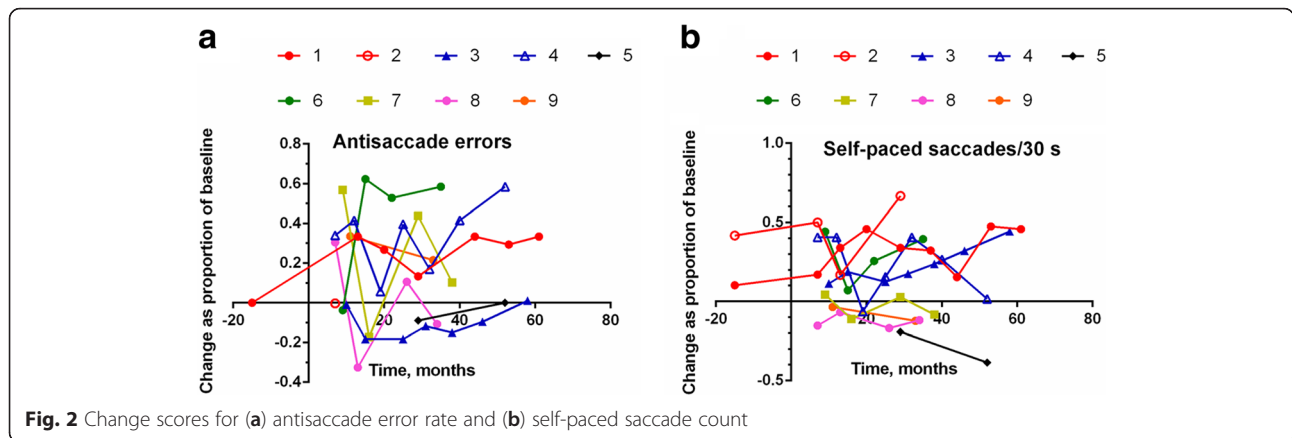 a
1 2 3 4 5
6 7 8 9
Antisaccade errors
Change as proportion of baseline
0.8
0.6
0.4
0.2
-20 20 40 60 80
-0.2
-0.4
Time, months
b
1 2 3 4 5
6 7 8 9
Self-paced saccades/30 s
Change as proportion of baseline
1.0
0.5
-20 20 40 60 80
-0.5
Time, months
Fig. 2 Change scores for (a) antisaccade error rate and (b) self-paced saccade count